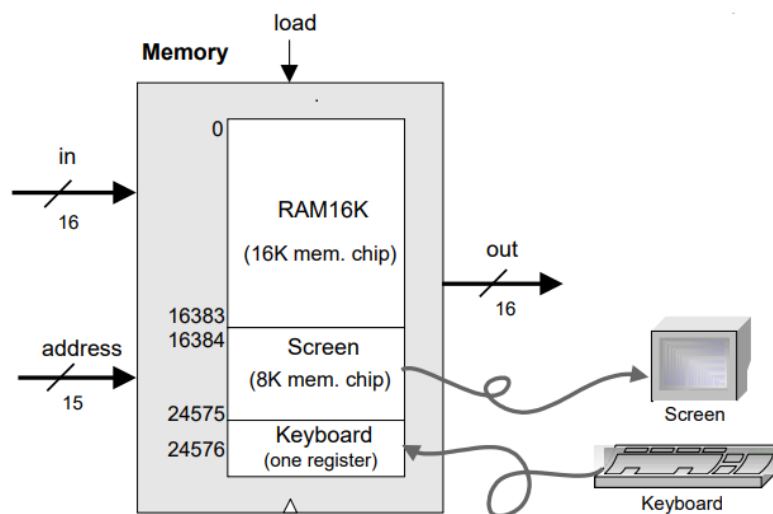 load
Memory
0
in
16
RAM16K
(16K mem. chip)
out
16
16383
16384
address
15
Screen
(8K mem. chip)
24575
24576
Keyboard
(one register)
Screen
Keyboard